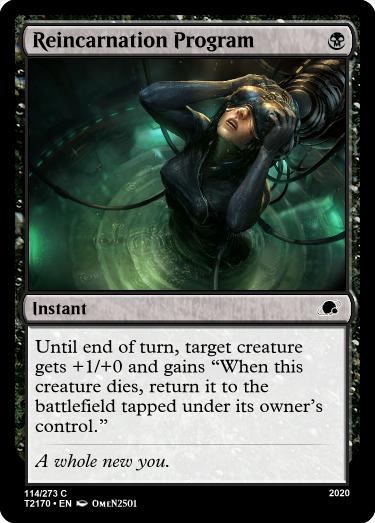 Reincarnation Program
Instant
Until end of turn, target creature
gets +1/+0 and gains “When this
creature dies, return it to the
battlefield tapped under its owner’s
control.”
A whole new you.
114/273 C
2020
T2170 • EN OMEN2501